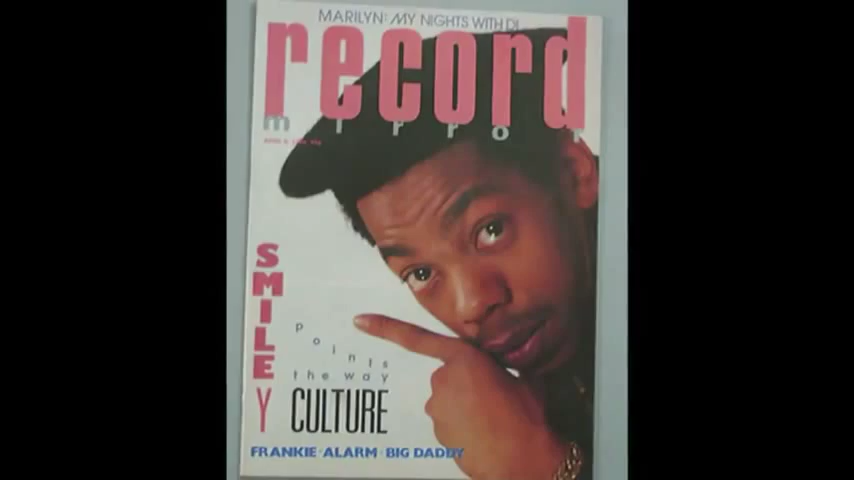 MARILYN: MY NIGHTS WITH DI
record
mirror
SMILEY
points
the way
CULTURE
FRANKIE · ALARM · BIG DADDY